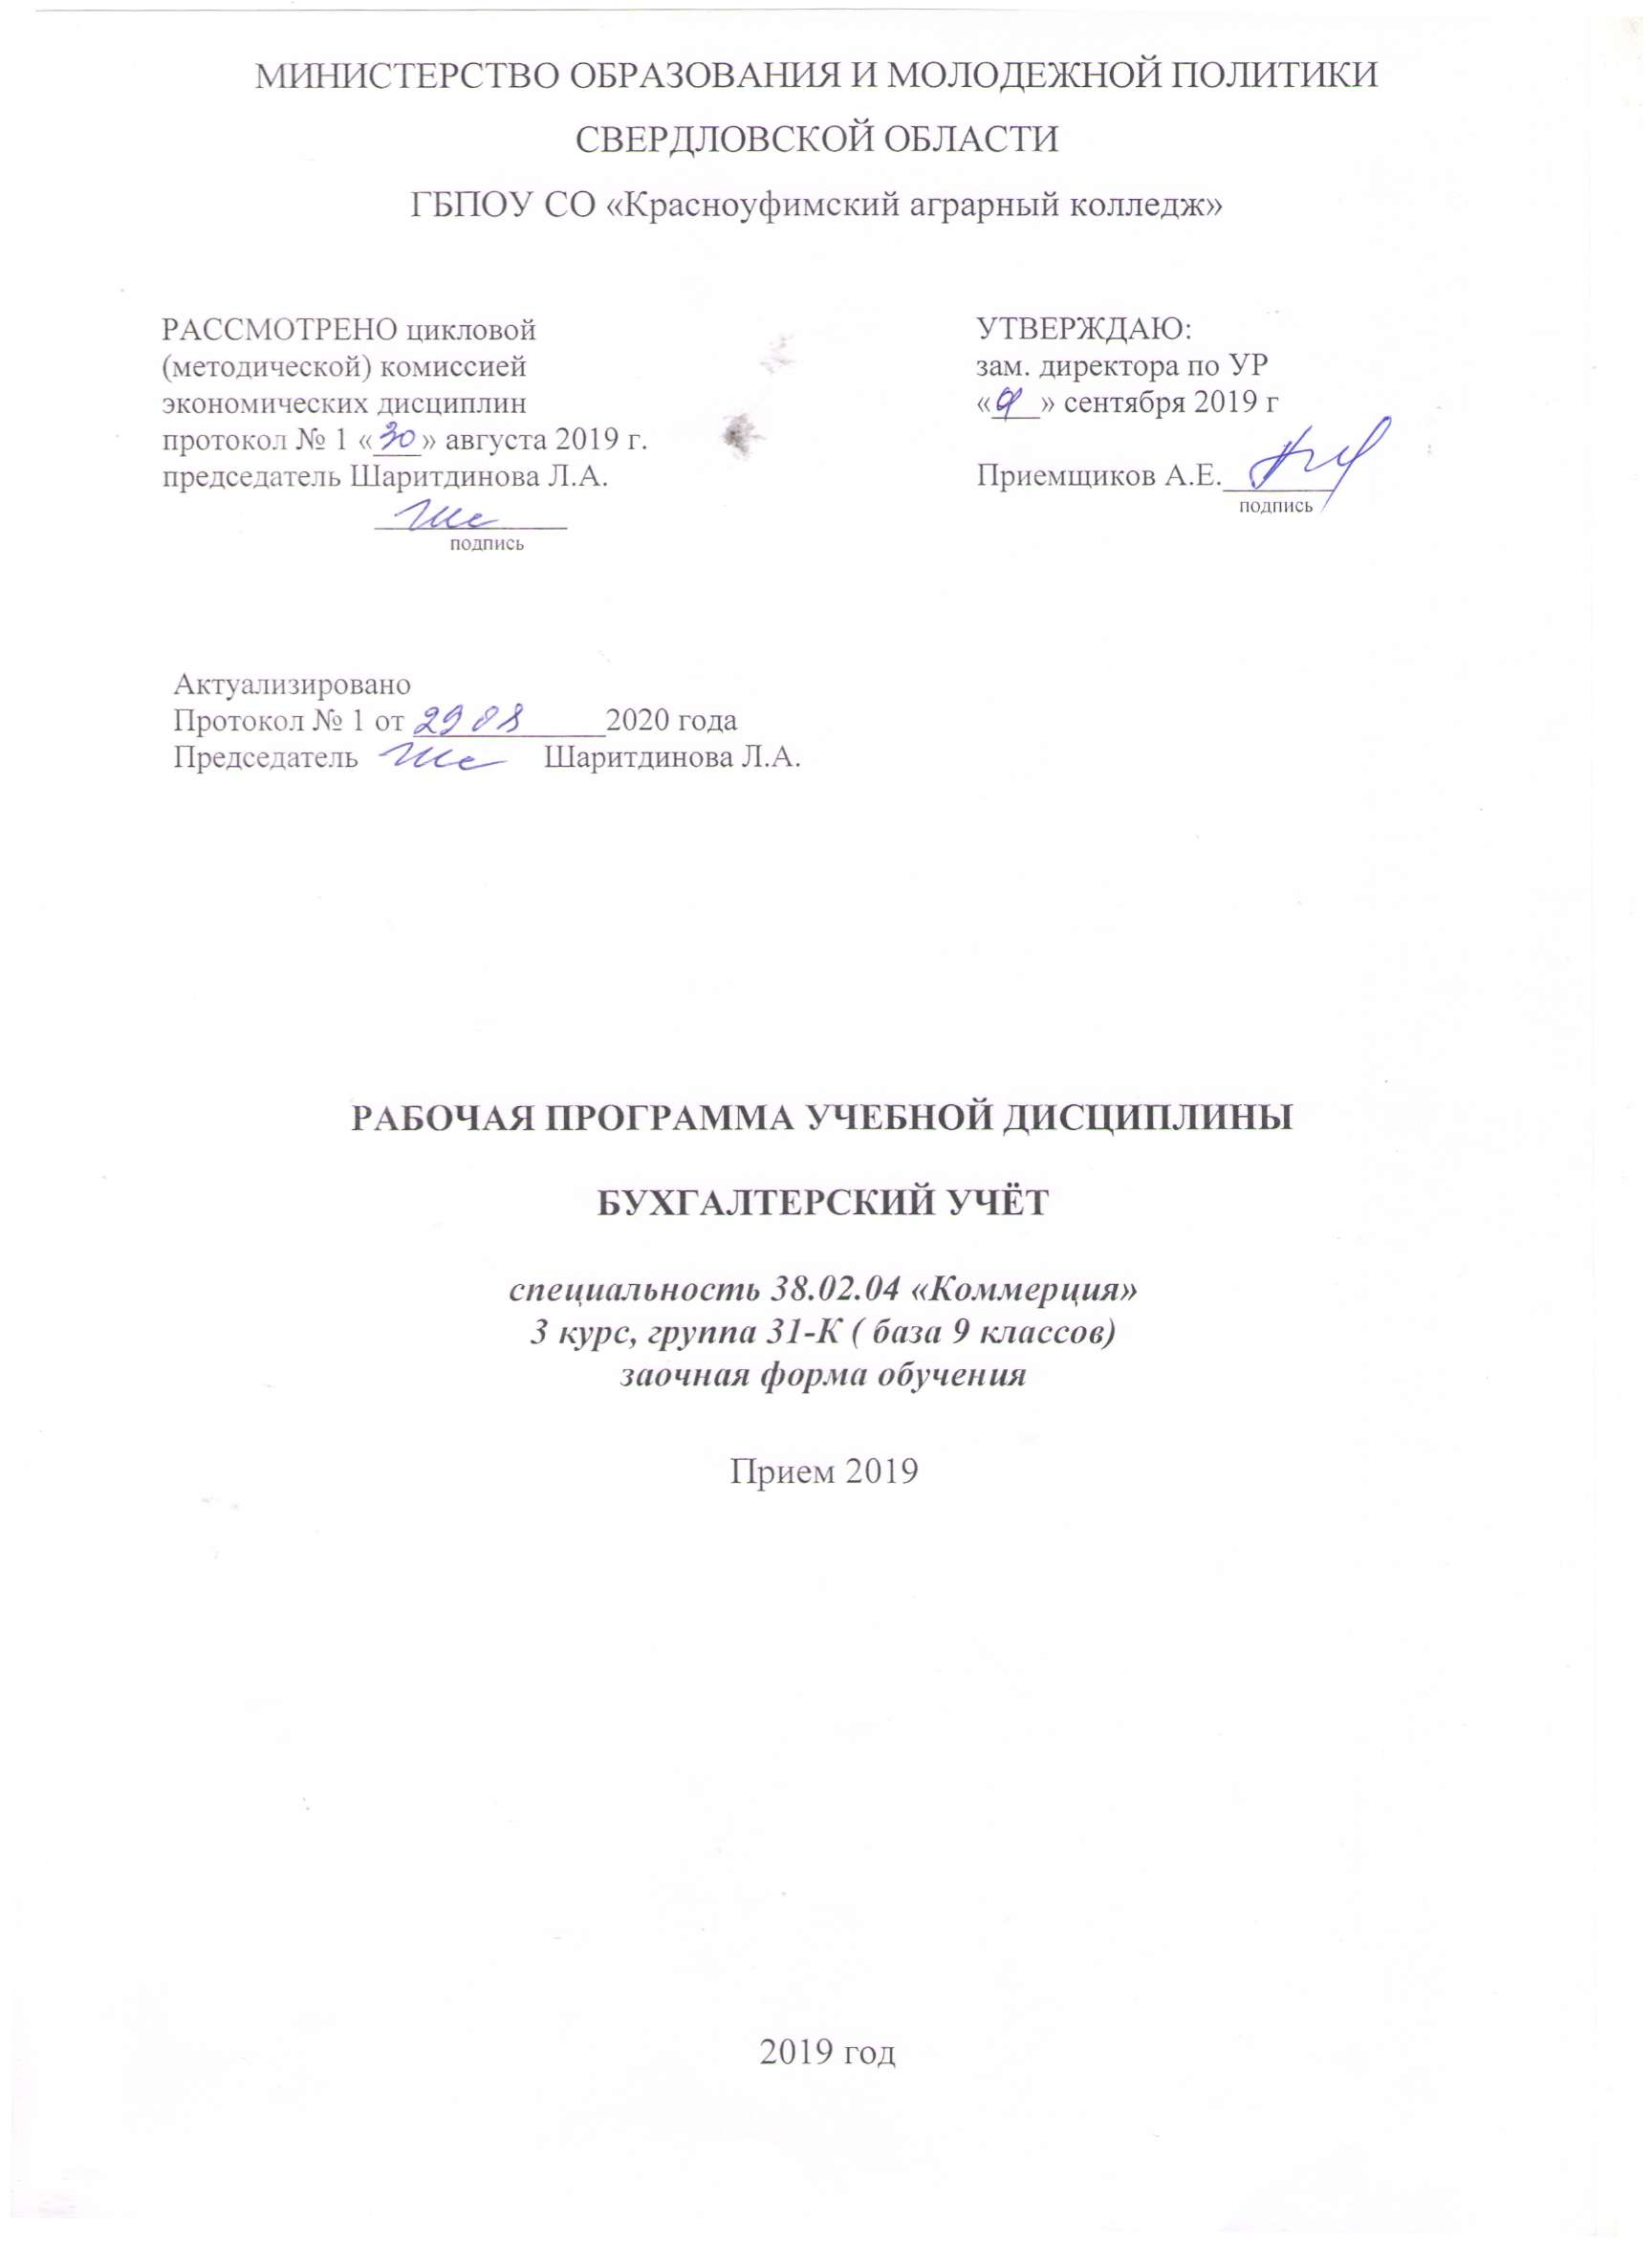 МИНИСТЕРСТВО ОБРАЗОВАНИЯ И МОЛОДЕЖНОЙ ПОЛИТИКИ
СВЕРДЛОВСКОЙ ОБЛАСТИ
ГБПОУ СО «Красноуфимский аграрный колледж»
РАССМОТРЕНО цикловой
(методической) комиссией
экономических дисциплин
протокол № 1 «30» августа 2019 г.
председатель Шаритдинова Л.А.
подпись
УТВЕРЖДАЮ:
зам. директора по УР
«» сентября 2019 г
Приемщиков А.Е.
подпись
Актуализировано
Протокол № 1 от 29 08 2020 года
Председатель Шаритдинова Л.А.
РАБОЧАЯ ПРОГРАММА УЧЕБНОЙ ДИСЦИПЛИНЫ
БУХГАЛТЕРСКИЙ УЧЁТ
специальность 38.02.04 «Коммерция»
3 курс, группа 31-К ( база 9 классов)
заочная форма обучения
Прием 2019
2019 год